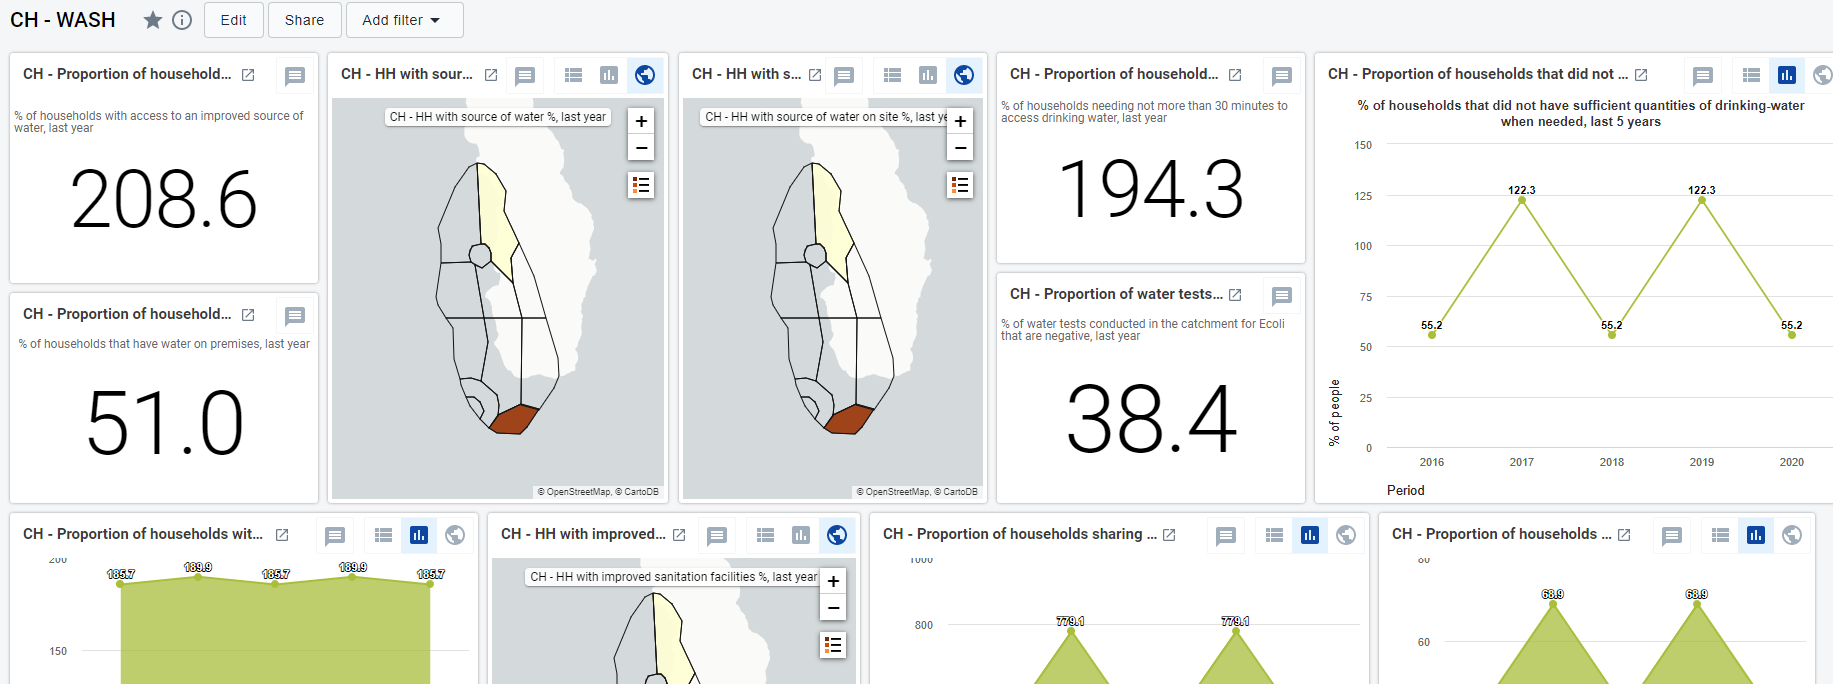 CH - WASH
Edit
Share
Add filter
CH - Proportion of household...
% of households with access to an improved source of
water, last year
208.6
CH - Proportion of household...
% of households that have water on premises, last year
51.0
CH - HH with sour...
CH - HH with source of water %, last year
+
−
© OpenStreetMap, © CartoDB
CH - HH with s...
CH - HH with source of water on site %, last ye
+
−
© OpenStreetMap, © CartoDB
CH - Proportion of household...
% of households needing not more than 30 minutes to
access drinking water, last year
194.3
CH - Proportion of water tests...
% of water tests conducted in the catchment for Ecoli
that are negative, last year
38.4
CH - Proportion of households that did not ...
% of households that did not have sufficient quantities of drinking-water
when needed, last 5 years
150
125
100
75
50
25
0
% of people
55.2
122.3
55.2
122.3
55.2
2016
2017
2018
2019
2020
Period
CH - Proportion of households wit...
200
150
185.7
189.9
185.7
189.9
185.7
CH - HH with improved...
CH - HH with improved sanitation facilities %, last year
+
−
CH - Proportion of households sharing ...
1000
800
779.1
779.1
CH - Proportion of households ...
80
60
68.9
68.9